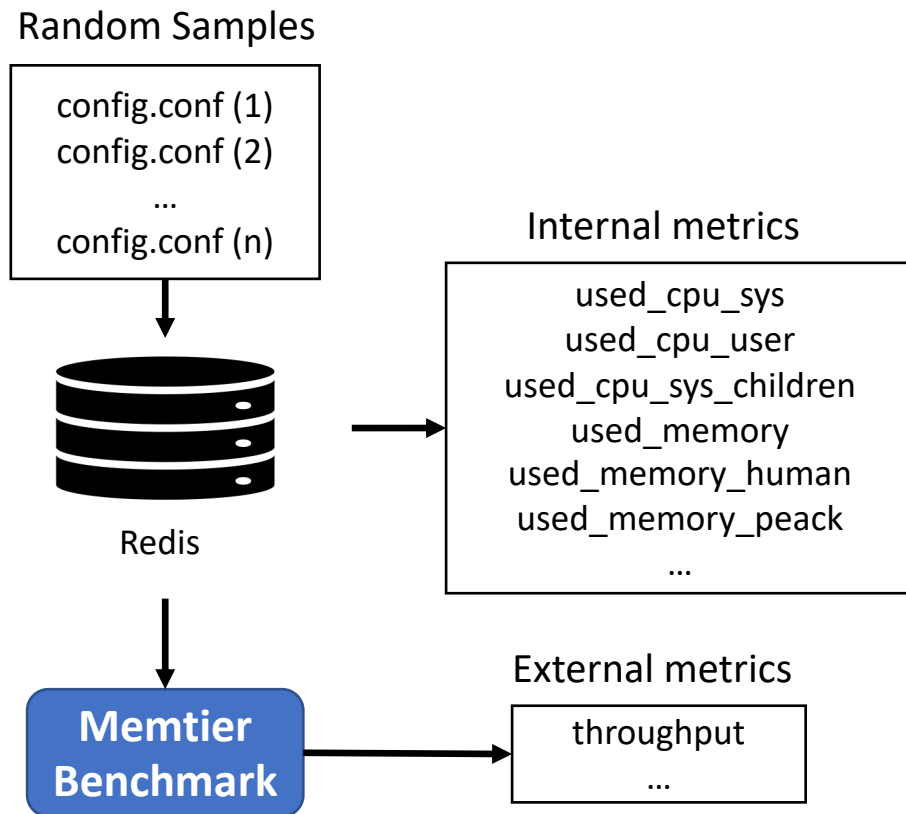 Random Samples
config.conf (1)
config.conf (2)
...
config.conf (n)
Internal metrics
used_cpu_sys
used_cpu_user
used_cpu_sys_children
used_memory
used_memory_human
used_memory_peack
...
Redis
External metrics
throughput
...
Memtier
Benchmark